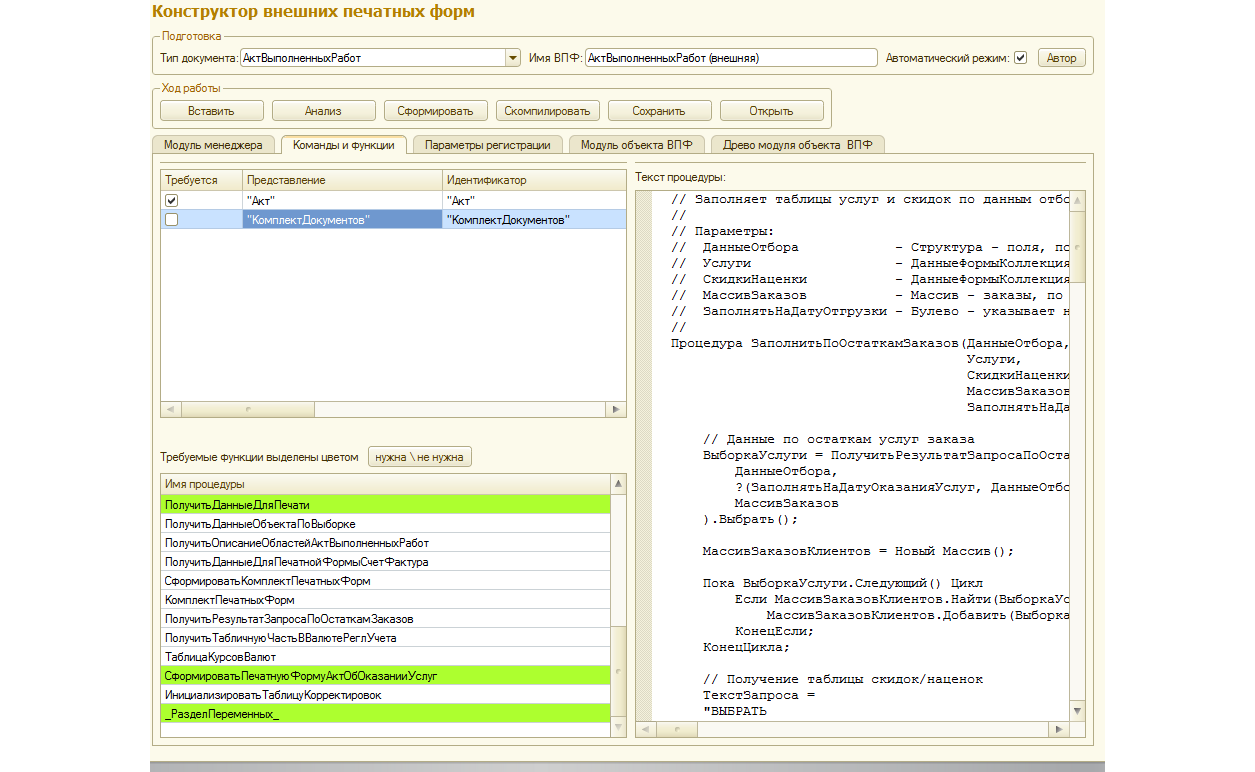 Конструктор внешних печатных форм
Подготовка
Тип документа: АктВыполненныхРабот Имя ВПФ: АктВыполненныхРабот (внешняя) Автоматический режим: Автор
Ход работы
Вставить Анализ Сформировать Скомпилировать Сохранить Открыть
Модуль менеджера Команды и функции Параметры регистрации Модуль объекта ВПФ Древо модуля объекта ВПФ
Требуется Представление Идентификатор
"Акт" "Акт"
"КомплектДокументов" "КомплектДокументов"
Требуемые функции выделены цветом нужна \ не нужна
Имя процедуры
ПолучитьДанныеДляПечати
ПолучитьДанныеОбъектаПоВыборке
ПолучитьОписаниеОбластейАктВыполненныхРабот
ПолучитьДанныеДляПечатнойФормыСчетФактура
СформироватьКомплектПечатныхФорм
КомплектПечатныхФорм
ПолучитьРезультатЗапросаПоОстаткамЗаказов
ПолучитьТабличнуюЧастьВВалютеРеглУчета
ТаблицаКурсовВалют
СформироватьПечатнуюФормуАктОбОказанииУслуг
ИнициализироватьТаблицуКорректировок
_РазделПеременных_
Текст процедуры:
// Заполняет таблицы услуг и скидок по данным отбо
//
// Параметры:
// ДанныеОтбора – Структура – поля, по
// Услуги – ДанныеФормыКоллекция
// СкидкиНаценки – ДанныеФормыКоллекция
// МассивЗаказов – Массив – заказы, по
// ЗаполнятьНаДатуОтгрузки – Булево – указывает н
//
Процедура ЗаполнитьПоОстаткамЗаказов(ДанныеОтбора,
Услуги,
СкидкиНаценки
МассивЗаказов
ЗаполнятьНаДа
// Данные по остаткам услуг заказа
ВыборкаУслуги = ПолучитьРезультатЗапросаПоОста
ДанныеОтбора,
?(ЗаполнятьНаДатуОказанияУслуг, ДанныеОтбо
МассивЗаказов
).Выбрать();
МассивЗаказовКлиентов = Новый Массив();
Пока ВыборкаУслуги.Следующий() Цикл
Если МассивЗаказовКлиентов.Найти(ВыборкаУс
МассивЗаказовКлиентов.Добавить(Выборка
КонецЕсли;
КонецЦикла;
// Получение таблицы скидок/наценок
ТекстЗапроса =
"ВЫБРАТЬ